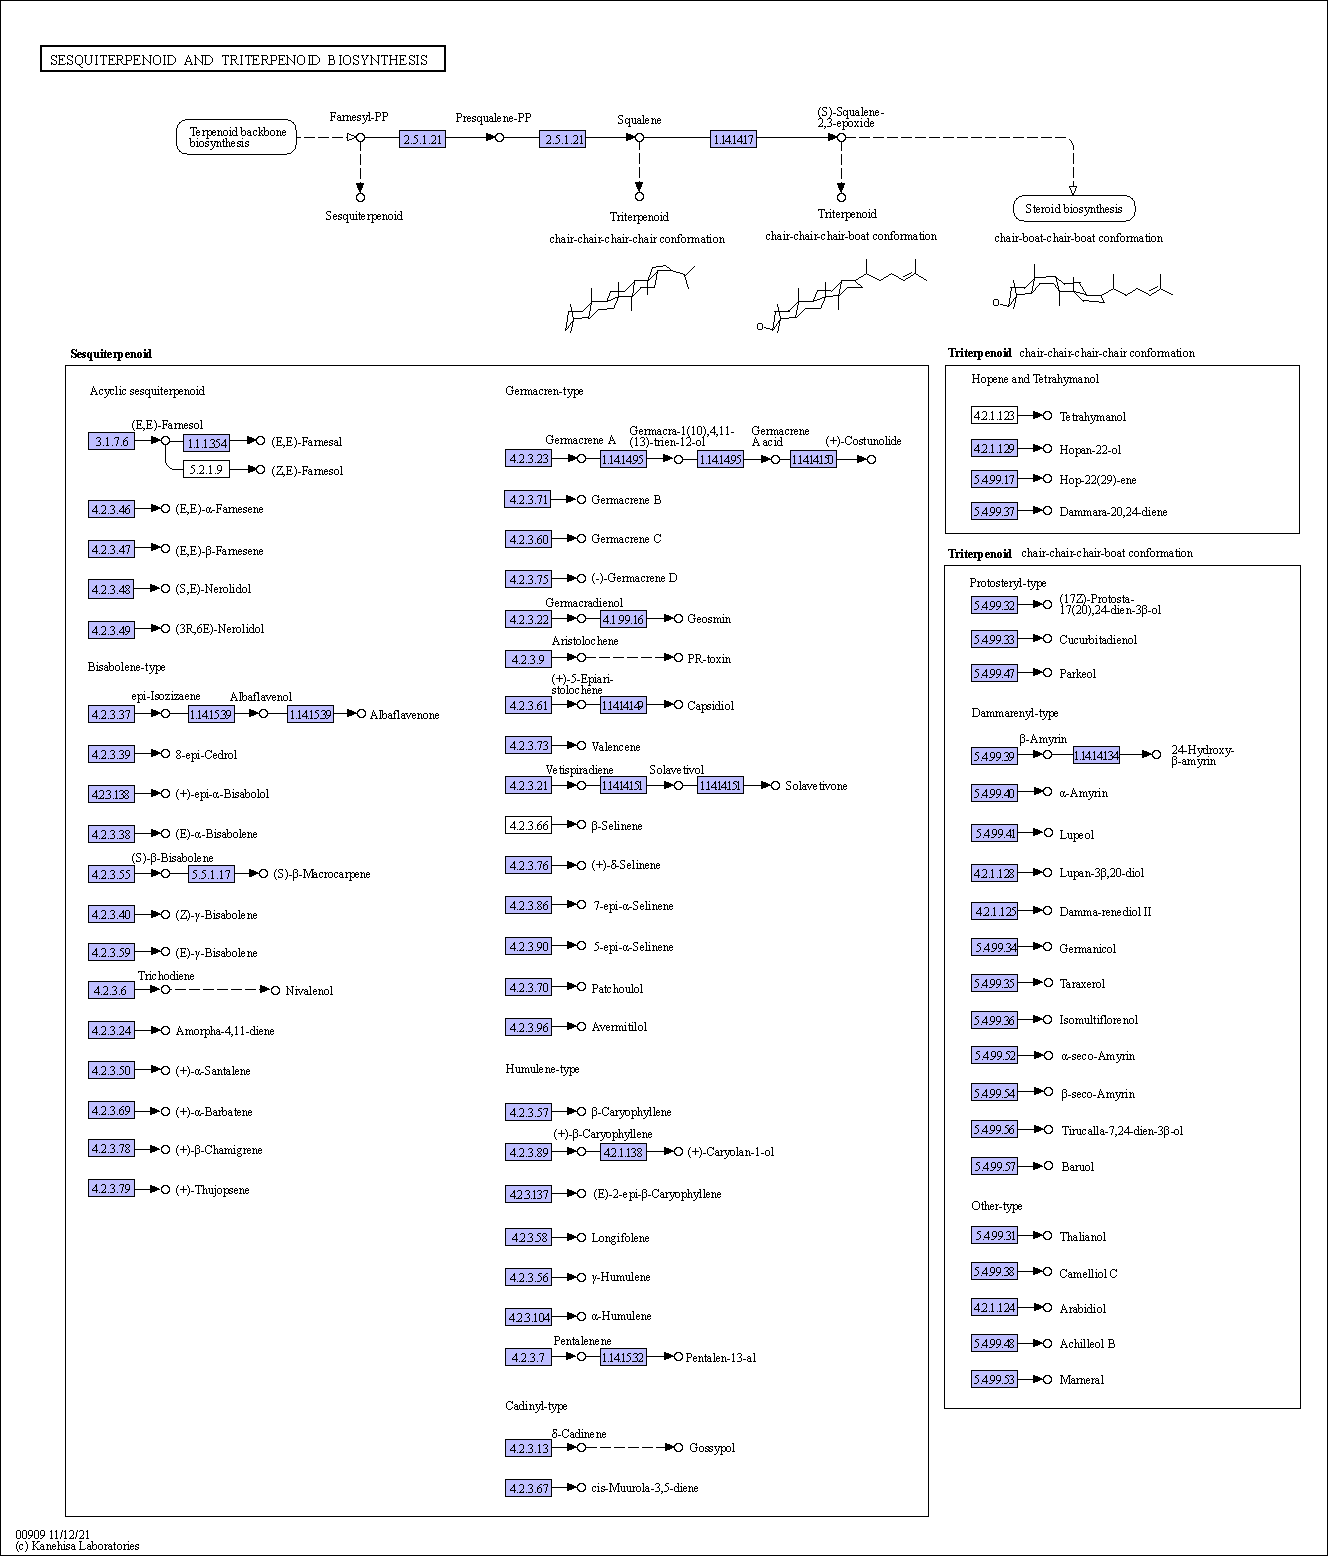 SESQUITERPENOID AND TRITERPENOID BIOSYNTHESIS
Terpenoid backbone
biosynthesis
Farnesyl-PP
2.5.1.21
Presqualene-PP
2.5.1.21
Squalene
1.14.14.17
(S)-Squalene-
2,3-epoxide
Sesquiterpenoid
Triterpenoid
chair-chair-chair-chair conformation
Triterpenoid
chair-chair-chair-boat conformation
Steroid biosynthesis
chair-boat-chair-boat conformation
O
O
Sesquiterpenoid
Acyclic sesquiterpenoid
(E,E)-Farnesol
3.1.7.6
1.1.1.354
(E,E)-Farnesal
5.2.1.9
(Z,E)-Farnesol
4.2.3.46
(E,E)-α-Farnesene
4.2.3.47
(E,E)-β-Farnesene
4.2.3.48
(S,E)-Nerolidol
4.2.3.49
(3R,6E)-Nerolidol
Bisabolene-type
epi-Isozizaene
Albaflavenol
4.2.3.37
1.14.15.39
1.14.15.39
Albaflavenone
4.2.3.39
8-epi-Cedrol
4.2.3.138
(+)-epi-α-Bisabolol
4.2.3.38
(E)-α-Bisabolene
(S)-β-Bisabolene
4.2.3.55
5.5.1.17
(S)-β-Macrocarpene
4.2.3.40
(Z)-γ-Bisabolene
4.2.3.59
(E)-γ-Bisabolene
Trichodiene
4.2.3.6
Nivalenol
4.2.3.24
Amorpha-4,11-diene
4.2.3.50
(+)-α-Santalene
4.2.3.69
(+)-α-Barbatene
4.2.3.78
(+)-β-Chamigrene
4.2.3.79
(+)-Thujopsene
Germacren-type
Germacrene A
Germacra-1(10),4,11-
(13)-trien-12-ol
Germacrene
A acid
(+)-Costunolide
4.2.3.23
1.14.14.95
1.14.14.95
1.14.14.150
4.2.3.71
Germacrene B
4.2.3.60
Germacrene C
4.2.3.75
(-)-Germacrene D
Germacradienol
4.2.3.22
4.1.99.16
Geosmin
Aristolochene
4.2.3.9
PR-toxin
(+)-5-Epiari-
stolochene
4.2.3.61
1.14.14.149
Capsidiol
4.2.3.73
Valencene
Vetispiradiene
Solavetivol
4.2.3.21
1.14.14.151
1.14.14.151
Solavetivone
4.2.3.66
β-Selinene
4.2.3.76
(+)-δ-Selinene
4.2.3.86
7-epi-α-Selinene
4.2.3.90
5-epi-α-Selinene
4.2.3.70
Patchoulol
4.2.3.96
Avermitilol
Humulene-type
4.2.3.57
β-Caryophyllene
(+)-β-Caryophyllene
4.2.3.89
4.2.1.138
(+)-Caryolan-1-ol
4.2.3.137
(E)-2-epi-β-Caryophyllene
4.2.3.58
Longifolene
4.2.3.56
γ-Humulene
4.2.3.104
α-Humulene
Pentalenene
4.2.3.7
1.14.15.32
Pentalen-13-al
Cadinyl-type
δ-Cadinene
4.2.3.13
Gossypol
4.2.3.67
cis-Muurola-3,5-diene
Triterpenoid chair-chair-chair-chair conformation
Hopene and Tetrahymanol
4.2.1.123
Tetrahymanol
4.2.1.129
Hopan-22-ol
5.4.99.17
Hop-22(29)-ene
5.4.99.37
Dammara-20,24-diene
Triterpenoid chair-chair-chair-boat conformation
Protosteryl-type
5.4.99.32
(17Z)-Protosta-
17(20),24-dien-3β-ol
5.4.99.33
Cucurbitadienol
5.4.99.47
Parkeol
Dammarenyl-type
β-Amyrin
5.4.99.39
1.14.14.134
24-Hydroxy-
β-amyrin
5.4.99.40
α-Amyrin
5.4.99.41
Lupeol
4.2.1.128
Lupan-3β,20-diol
4.2.1.125
Damma-renediol II
5.4.99.34
Germanicol
5.4.99.35
Taraxerol
5.4.99.36
Isomultiflorenol
5.4.99.52
α-seco-Amyrin
5.4.99.54
β-seco-Amyrin
5.4.99.56
Tirucalla-7,24-dien-3β-ol
5.4.99.57
Baruol
Other-type
5.4.99.31
Thalianol
5.4.99.38
Camelliol C
4.2.1.124
Arabidiol
5.4.99.48
Achilleol B
5.4.99.53
Marneral
00909 11/12/21
(c) Kanehisa Laboratories